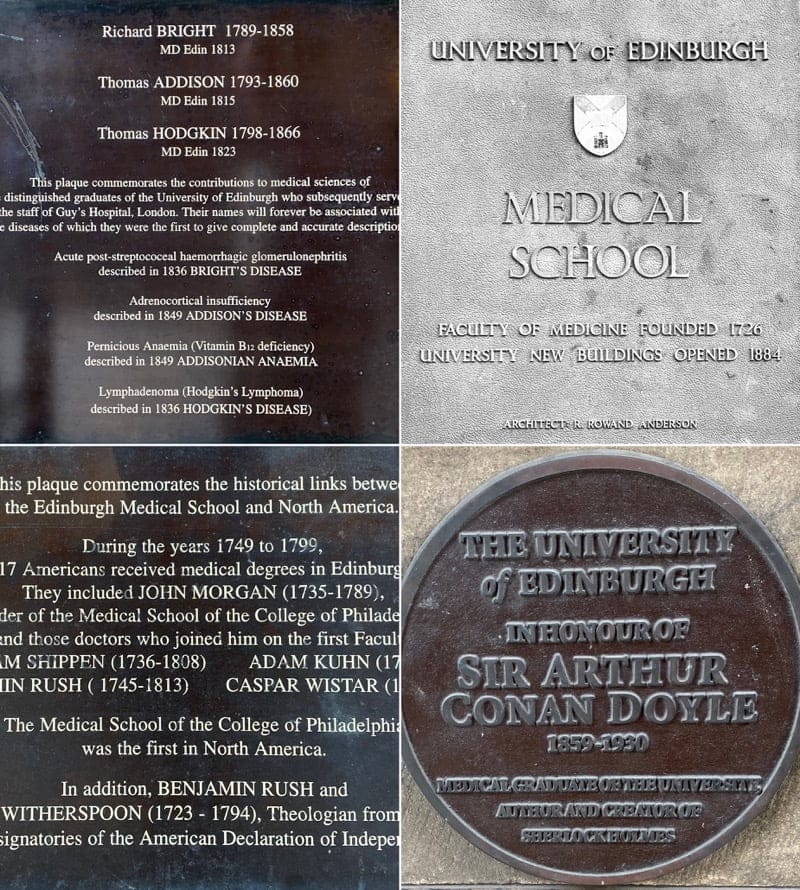 Richard BRIGHT 1789-1858
MD Edin 1813
Thomas ADDISON 1793-1860
MD Edin 1815
Thomas HODGKIN 1798-1866
MD Edin 1823
This plaque commemorates the contributions to medical sciences of
distinguished graduates of the University of Edinburgh who subsequently serve
the staff of Guy's Hospital, London. Their names will forever be associated wit
e diseases of which they were the first to give complete and accurate description
Acute post-streptococeal haemorrhagic glomerulonephritis
described in 1836 BRIGHT'S DISEASE
Adrenocortical insufficiency
described in 1849 ADDISON'S DISEASE
Pernicious Anaemia (Vitamin B12 deficiency)
described in 1849 ADDISONIAN ANAEMIA
Lymphadenoma (Hodgkin's Lymphoma)
described in 1836 HODGKIN'S DISEASE)
UNIVERSITY OF EDINBURGH
MEDICAL
SCHOOL
FACULTY OF MEDICINE FOUNDED 1726
UNIVERSITY NEW BUILDINGS OPENED 1884
ARCHITECT: R. ROWAND ANDERSON
his plaque commemorates the historical links betwe
the Edinburgh Medical School and North America.
During the years 1749 to 1799,
17 Americans received medical degrees in Edinburg
They included JOHN MORGAN (1735-1789),
der of the Medical School of the College of Philade
and those doctors who joined him on the first Facul
AM SHIPPEN (1736-1808) ADAM KUHN (17
IN RUSH ( 1745-1813) CASPAR WISTAR (1
The Medical School of the College of Philadelphia
was the first in North America.
In addition, BENJAMIN RUSH and
WITHERSPOON (1723 - 1794), Theologian from
signatories of the American Declaration of Indepe
THE UNIVERSITY
of EDINBURGH
IN HONOUR OF
SIR ARTHUR
CONAN DOYLE
1859-1930
MEDICAL GRADUATE OF THE UNIVERSITY,
AUTHOR AND CREATOR OF
SHERLOCK HOLMES